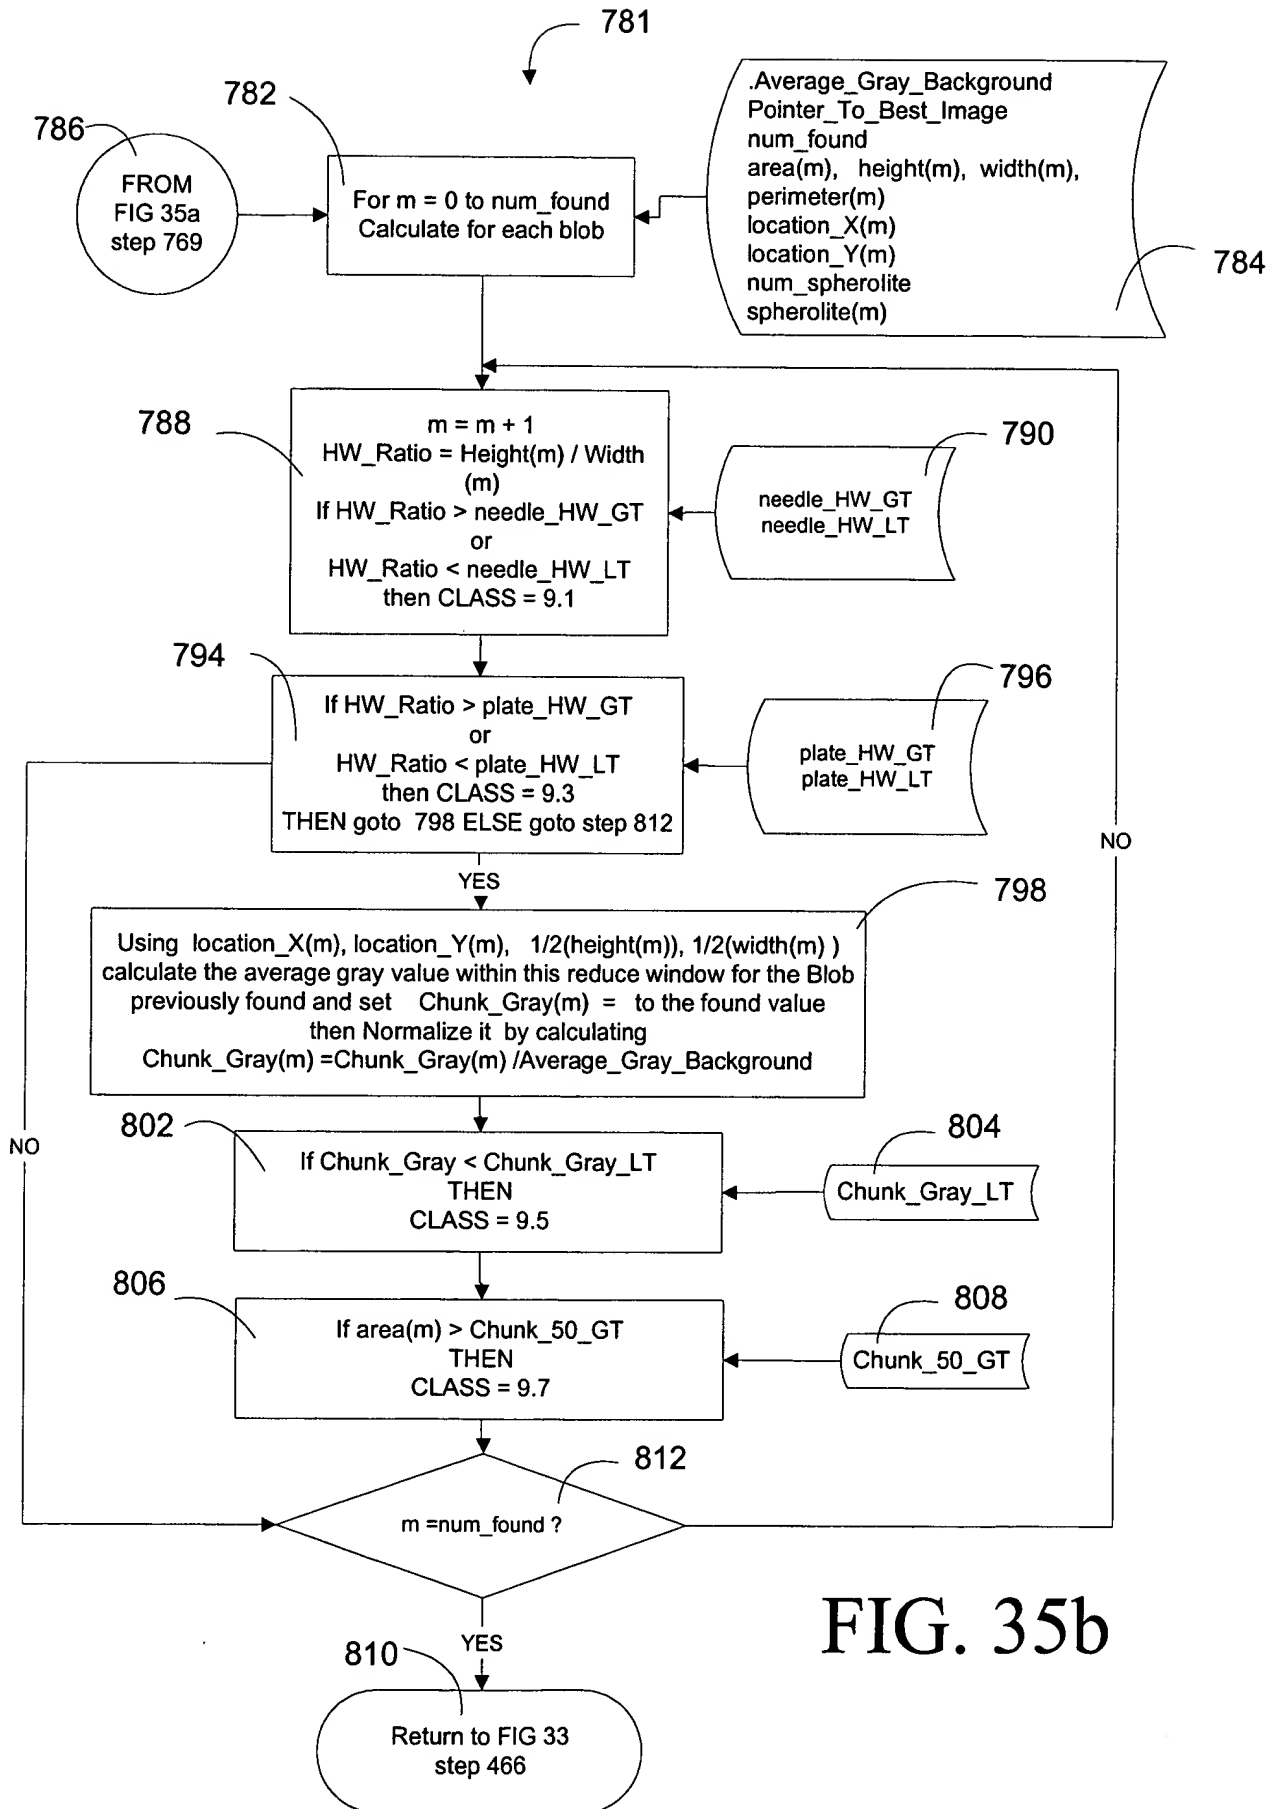 781
782
786
FROM
FIG 35a
step 769
For m = 0 to num_found
Calculate for each blob
.Average_Gray_Background
Pointer_To_Best_Image
num_found
area(m), height(m), width(m),
perimeter(m)
location_X(m)
location_Y(m)
num_spherolite
spherolite(m)
784
788
m = m + 1
HW_Ratio = Height(m) / Width
(m)
If HW_Ratio > needle_HW_GT
or
HW_Ratio < needle_HW_LT
then CLASS = 9.1
790
needle_HW_GT
needle_HW_LT
794
If HW_Ratio > plate_HW_GT
or
HW_Ratio < plate_HW_LT
then CLASS = 9.3
THEN goto 798 ELSE goto step 812
796
plate_HW_GT
plate_HW_LT
NO
YES
798
Using location_X(m), location_Y(m), 1/2(height(m)), 1/2(width(m) )
calculate the average gray value within this reduce window for the Blob
previously found and set Chunk_Gray(m) = to the found value
then Normalize it by calculating
Chunk_Gray(m) =Chunk_Gray(m) /Average_Gray_Background
NO
802
If Chunk_Gray < Chunk_Gray_LT
THEN
CLASS = 9.5
804
Chunk_Gray_LT
806
If area(m) > Chunk_50_GT
THEN
CLASS = 9.7
808
Chunk_50_GT
812
m =num_found ?
YES
810
Return to FIG 33
step 466
FIG. 35b